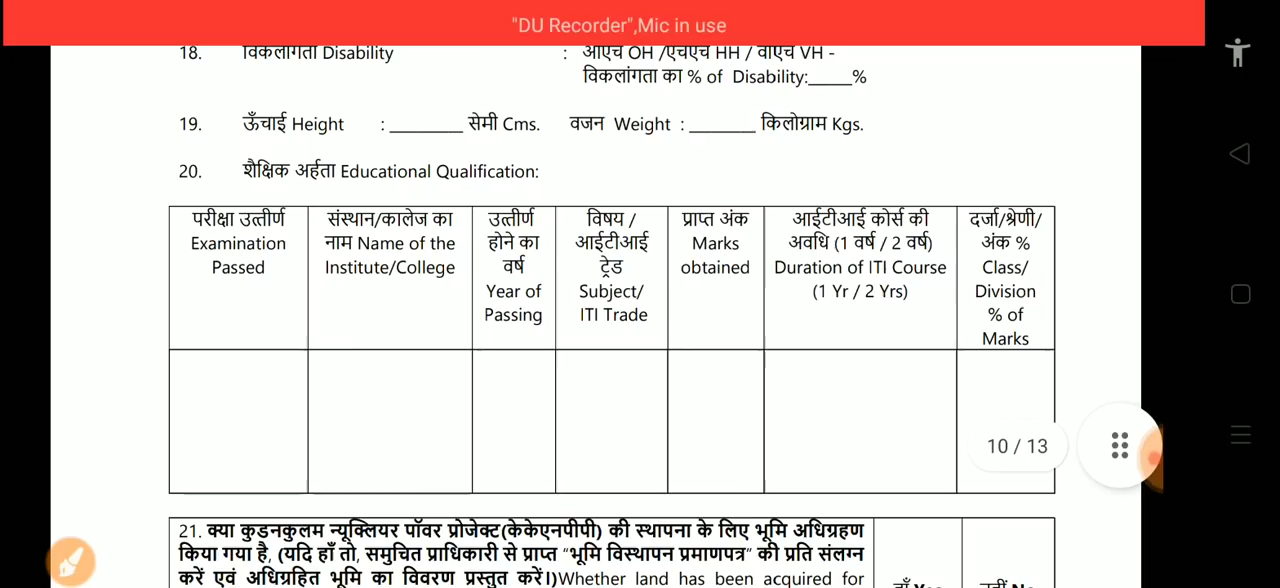 "DU Recorder",Mic in use
18. विकलांगता Disability : ओएच OH /एचएच HH / वीएच VH -
विकलांगता का % of Disability:_____%
19. ऊँचाई Height :________ सेमी Cms. वजन Weight :_______ किलोग्राम Kgs.
20. शैक्षिक अर्हता Educational Qualification:
परीक्षा उत्तीर्ण
Examination
Passed
संस्थान/कालेज का
नाम Name of the
Institute/College
उत्तीर्ण
होने का
वर्ष
Year of
Passing
विषय /
आईटीआई
ट्रेड
Subject/
ITI Trade
प्राप्त अंक
Marks
obtained
आईटीआई कोर्स की
अवधि (1 वर्ष / 2 वर्ष)
Duration of ITI Course
(1 Yr / 2 Yrs)
दर्जा/श्रेणी/
अंक %
Class/
Division
% of
Marks
10 / 13
21. क्या कुडनकुलम न्यूक्लियर पॉवर प्रोजेक्ट(केकेएनपीपी) की स्थापना के लिए भूमि अधिग्रहण
किया गया है, (यदि हाँ तो, समुचित प्राधिकारी से प्राप्त "भूमि विस्थापन प्रमाणपत्र" की प्रति संलग्न
करें एवं अधिग्रहित भूमि का विवरण प्रस्तुत करें।)Whether land has been acquired for
हाँ Yes नहीं No